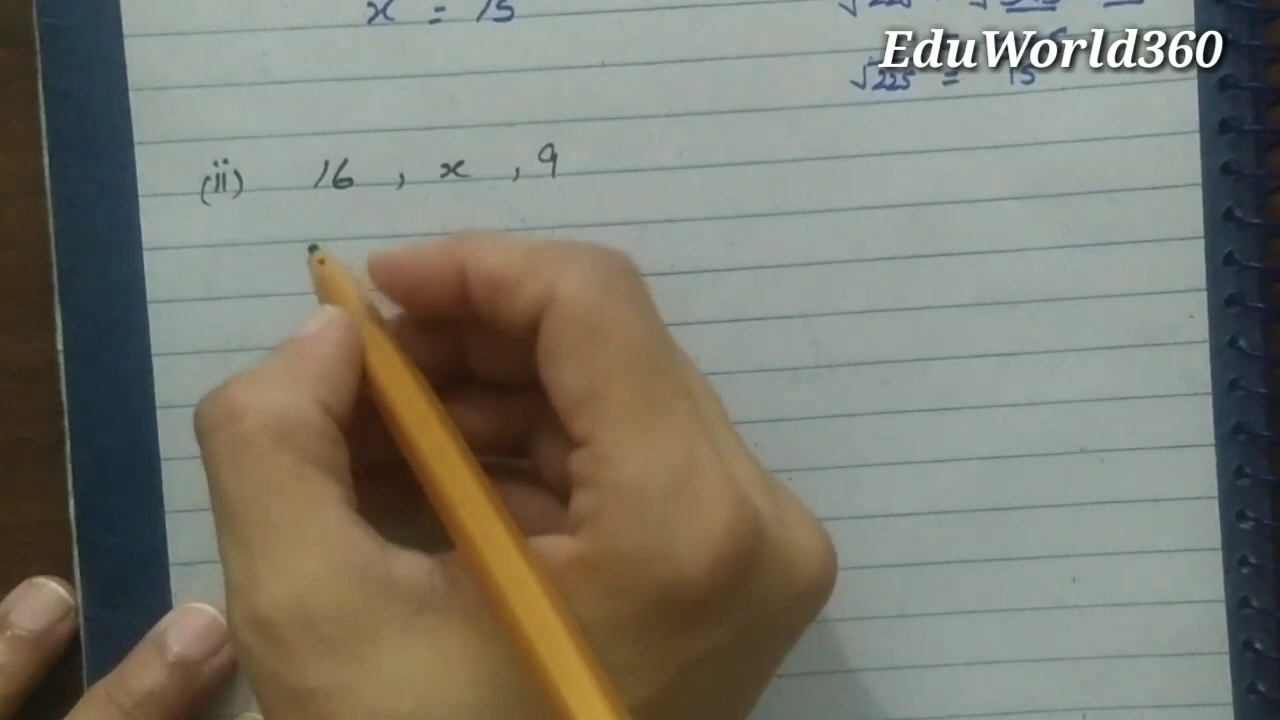 x = 15
EduWorld360
√225 = 15
(ii) 16 , x , 9